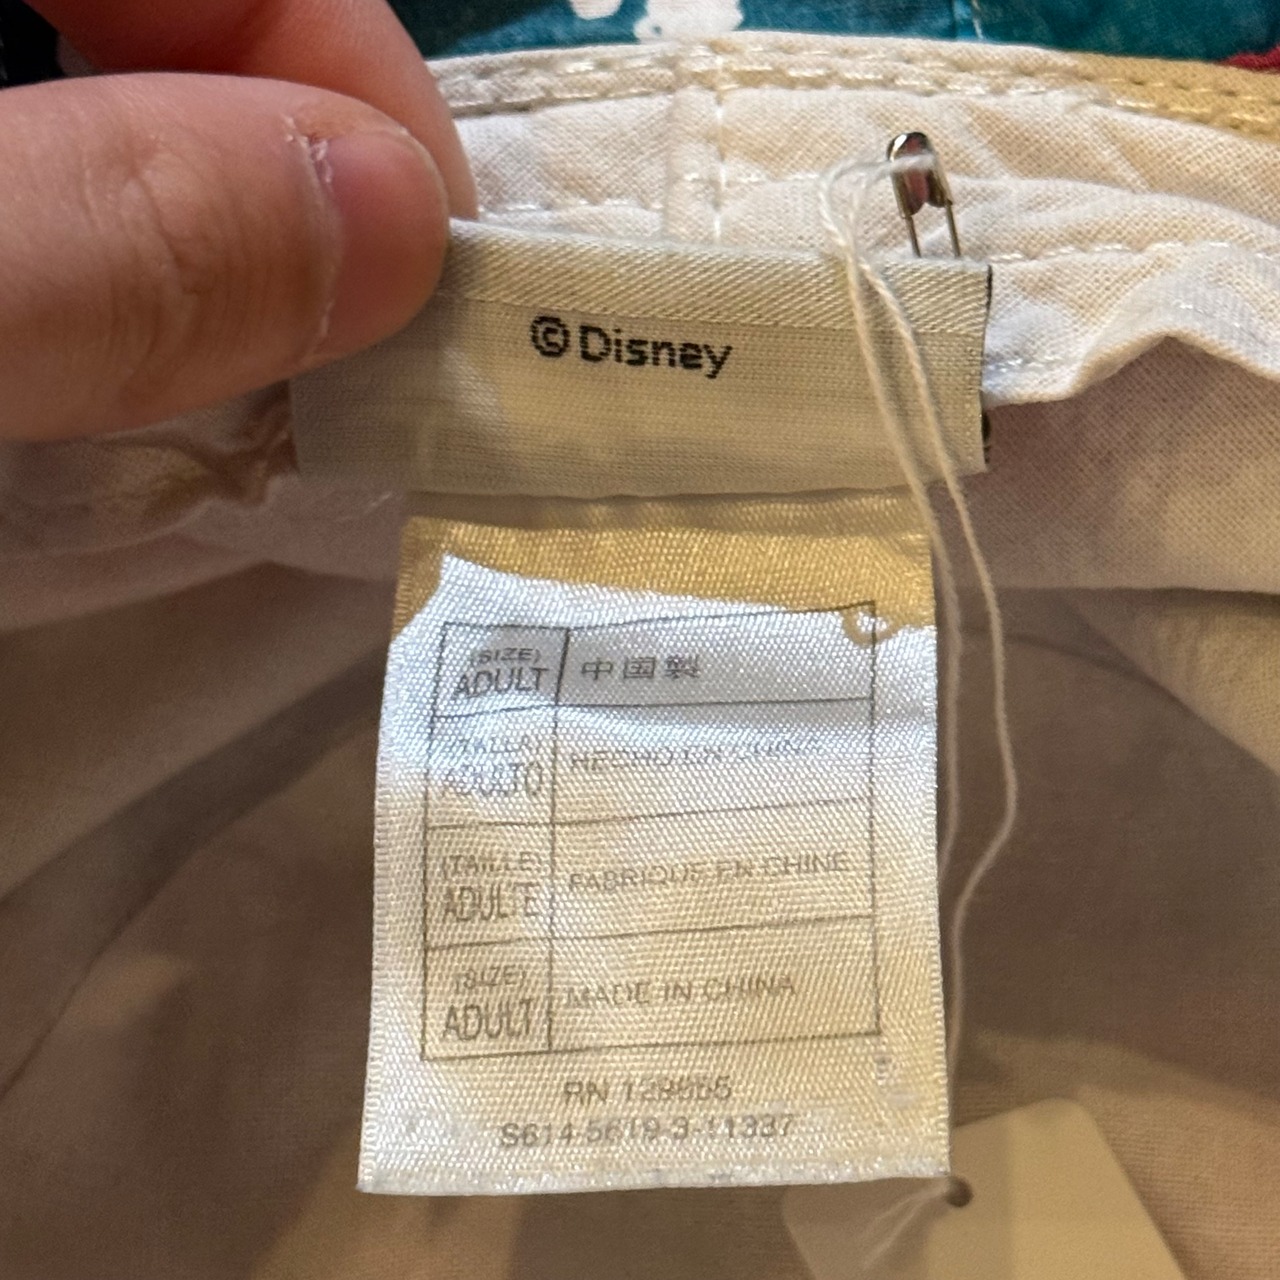 ©Disney
(SIZE)
ADULT
中国製
(TALLA)
ADULTO
HECHO EN CHINA
(TAILLE)
ADULTE
FABRIQUE EN CHINE
(SIZE)
ADULT
MADE IN CHINA
RN
S614-5619-3-11337